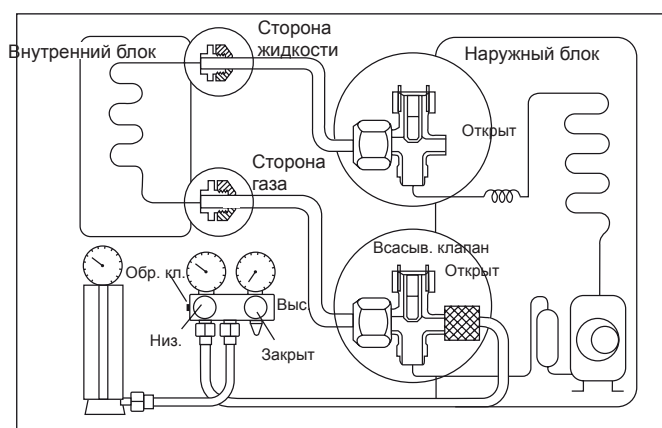 Сторона
жидкости
Внутренний блок
Наружный блок
Открыт
Сторона
газа
Всасыв. клапан
Открыт
Обр. кл.
Выс
Низ.
Закрыт